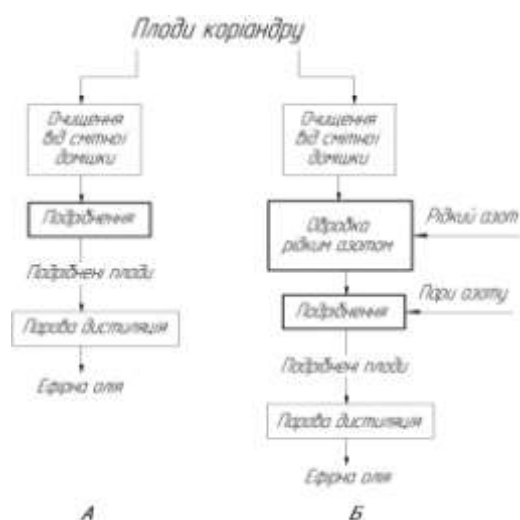 Плоди коріандру
Очищення
від смітної
домішки
Подрібнення
Подрібнені плоди
Парова дистиляція
Ефірна олія
А
Очищення
від смітної
домішки
Обробка
рідким азотом
Рідкий азот
Пари азоту
Подрібнення
Подрібнені плоди
Парова дистиляція
Ефірна олія
Б